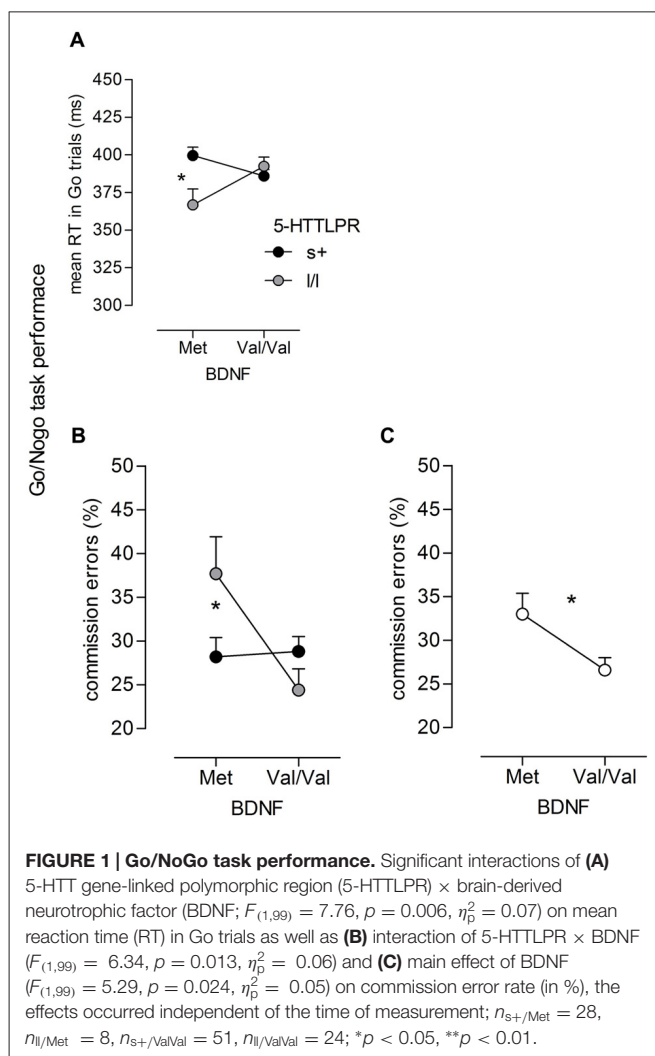 A
450
425
400
375
350
325
300
mean RT in Go trials (ms)
*
5-HTTLPR
s+
l/l
Met Val/Val
BDNF
Go/Nogo task performace
B
50
45
40
35
30
25
20
commission errors (%)
*
Met Val/Val
BDNF
C
50
45
40
35
30
25
20
commission errors (%)
*
Met Val/Val
BDNF
FIGURE 1 | Go/NoGo task performance. Significant interactions of (A)
5-HTT gene-linked polymorphic region (5-HTTLPR) × brain-derived
neurotrophic factor (BDNF; F(1,99) = 7.76, p = 0.006, η²p = 0.07) on mean
reaction time (RT) in Go trials as well as (B) interaction of 5-HTTLPR × BDNF
(F(1,99) = 6.34, p = 0.013, η²p = 0.06) and (C) main effect of BDNF
(F(1,99) = 5.29, p = 0.024, η²p = 0.05) on commission error rate (in %), the
effects occurred independent of the time of measurement; ns+/Met = 28,
nll/Met = 8, ns+/ValVal = 51, nll/ValVal = 24; *p < 0.05, **p < 0.01.